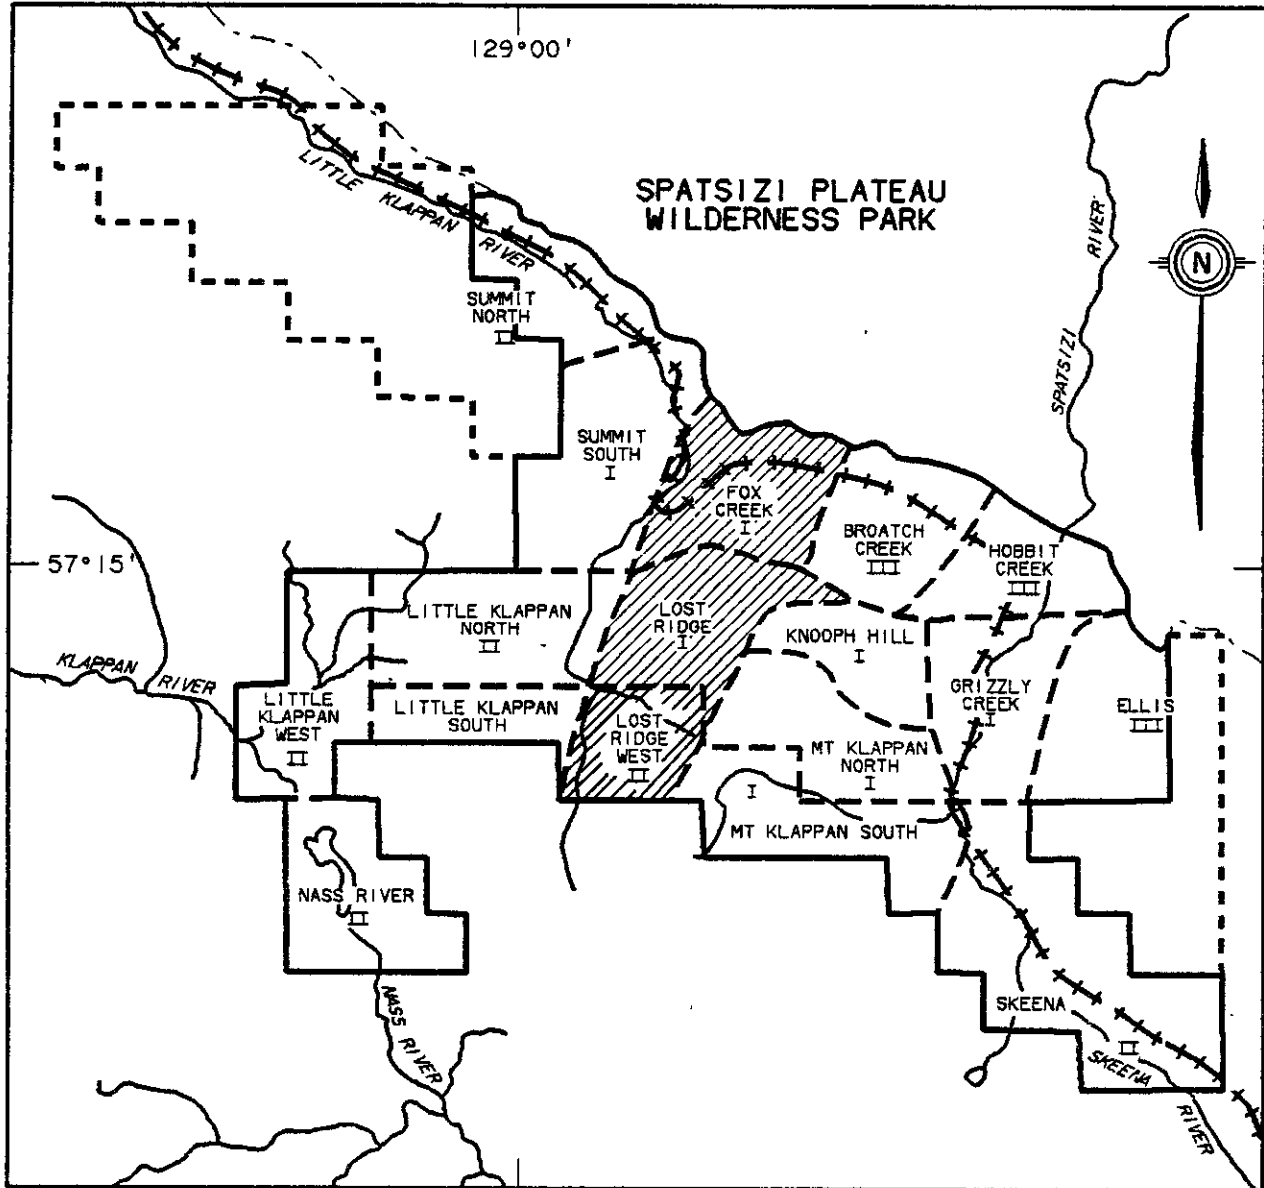 129°00'
SPATSIZI PLATEAU
WILDERNESS PARK
LITTLE KLAPPAN RIVER
SPATSIZI RIVER
N
SUMMIT
NORTH
II
SUMMIT
SOUTH
I
FOX
CREEK
I
BROATCH
CREEK
III
HOBBIT
CREEK
III
57°15'
LITTLE KLAPPAN
NORTH
II
LOST
RIDGE
I
KNOOPH HILL
I
KLAPPAN RIVER
LITTLE
KLAPPAN
WEST
II
LITTLE KLAPPAN
SOUTH
LOST
RIDGE
WEST
II
GRIZZLY
CREEK
I
ELLIS
III
MT KLAPPAN
NORTH
I
I
MT KLAPPAN SOUTH
NASS RIVER
II
NASS RIVER
SKEENA
II
SKEENA RIVER